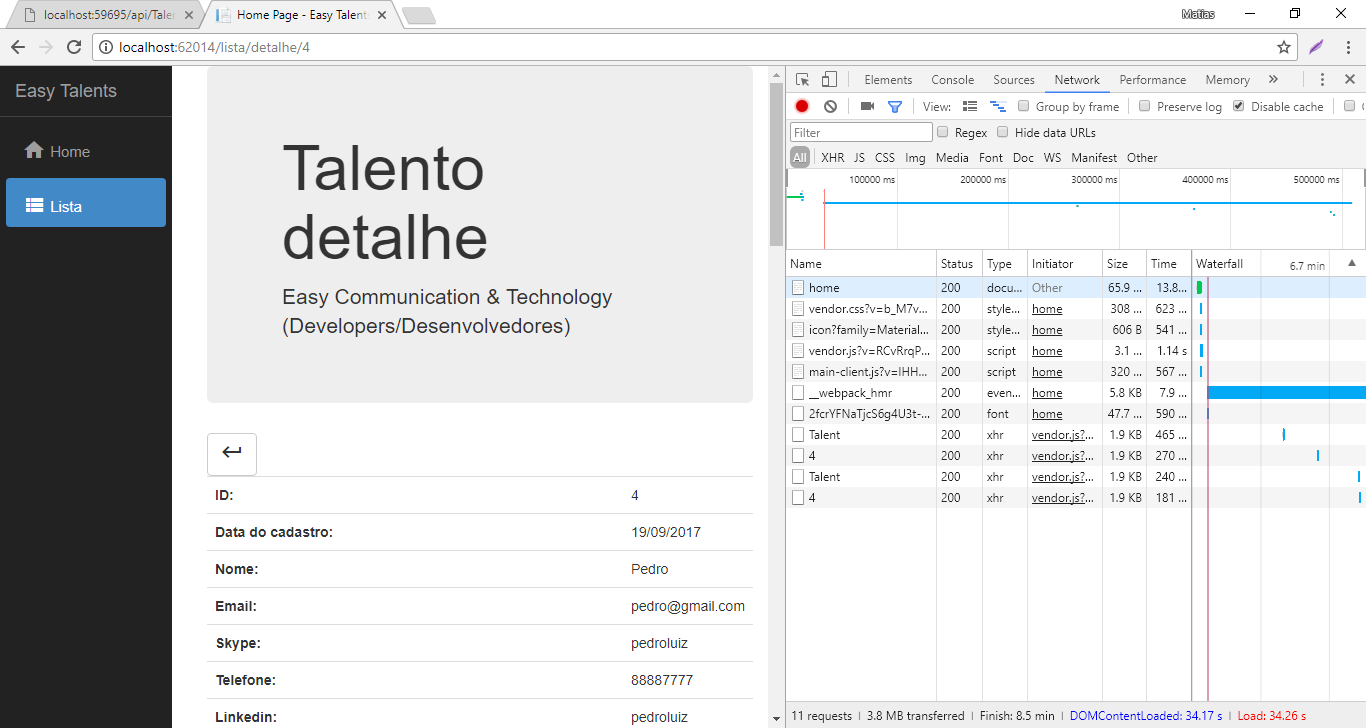 localhost:59695/api/Talen
Home Page - Easy Talents
Matias
localhost:62014/lista/detalhe/4
Easy Talents
Home
Lista
Talento
detalhe
Easy Communication & Technology
(Developers/Desenvolvedores)
ID: 4
Data do cadastro: 19/09/2017
Nome: Pedro
Email: pedro@gmail.com
Skype: pedroluiz
Telefone: 88887777
Linkedin: pedroluiz
Elements Console Sources Network Performance Memory »
View: Group by frame Preserve log Disable cache
Filter Regex Hide data URLs
All XHR JS CSS Img Media Font Doc WS Manifest Other
100000 ms 200000 ms 300000 ms 400000 ms 500000 ms
Name Status Type Initiator Size Time Waterfall 6.7 min
home 200 docu... Other 65.9 ... 13.8...
vendor.css?v=b_M7v... 200 style... home 308 ... 623 ...
icon?family=Material... 200 style... home 606 B 541 ...
vendor.js?v=RCvRrqP... 200 script home 3.1 ... 1.14 s
main-client.js?v=IHH... 200 script home 320 ... 567 ...
__webpack_hmr 200 even... home 5.8 KB 7.9 ...
2fcrYFNaTjcS6g4U3t-... 200 font home 47.7 ... 590 ...
Talent 200 xhr vendor.js?... 1.9 KB 465 ...
4 200 xhr vendor.js?... 1.9 KB 270 ...
Talent 200 xhr vendor.js?... 1.9 KB 240 ...
4 200 xhr vendor.js?... 1.9 KB 181 ...
11 requests | 3.8 MB transferred | Finish: 8.5 min | DOMContentLoaded: 34.17 s | Load: 34.26 s